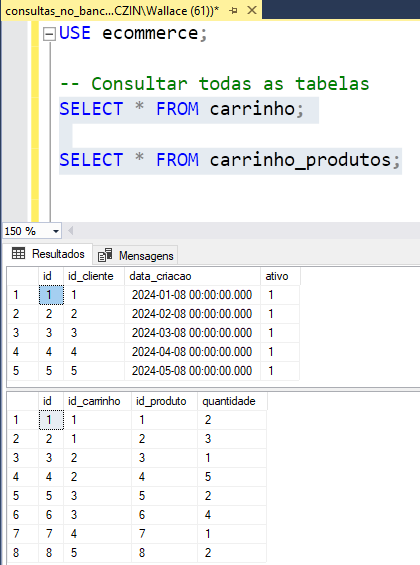 consultas_no_banc...CZIN\Wallace (61))*
USE ecommerce;
-- Consultar todas as tabelas
SELECT * FROM carrinho;
SELECT * FROM carrinho_produtos;
150 %
Resultados Mensagens
id id_cliente data_criacao ativo
1 1 1 2024-01-08 00:00:00.000 1
2 2 2 2024-02-08 00:00:00.000 1
3 3 3 2024-03-08 00:00:00.000 1
4 4 4 2024-04-08 00:00:00.000 1
5 5 5 2024-05-08 00:00:00.000 1
id id_carrinho id_produto quantidade
1 1 1 1 2
2 2 1 2 3
3 3 2 3 1
4 4 2 4 5
5 5 3 5 2
6 6 3 6 4
7 7 4 7 1
8 8 5 8 2